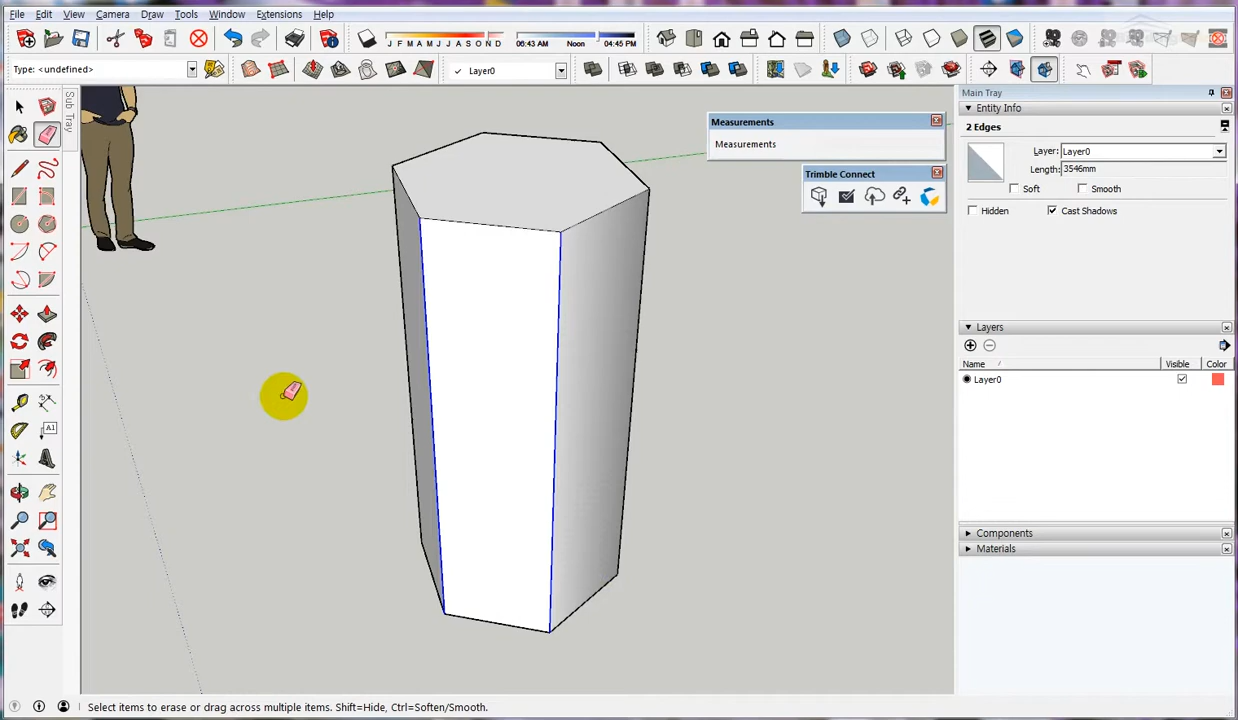 File Edit View Camera Draw Tools Window Extensions Help
J F M A M J J A S O N D 06:43 AM Noon 04:45 PM
Type: <undefined> Layer0
Sub Tray
Main Tray
Measurements
Entity Info
2 Edges
Measurements
Layer: Layer0
Length: 3546mm
Trimble Connect
Soft Smooth
Hidden Cast Shadows
Layers
Name Visible Color
Layer0
A1
Components
Materials
Select items to erase or drag across multiple items. Shift=Hide, Ctrl=Soften/Smooth.